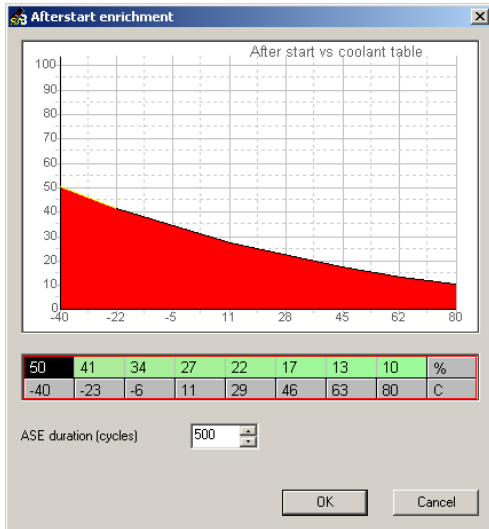 Afterstart enrichment
After start vs coolant table
100
90
80
70
60
50
40
30
20
10
0
-40 -22 -5 11 28 45 62 80
50 41 34 27 22 17 13 10 %
-40 -23 -6 11 29 46 63 80 C
ASE duration (cycles) 500
OK Cancel